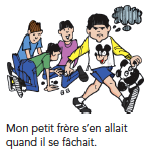 Mon petit frère s'en allait
quand il se fâchait.